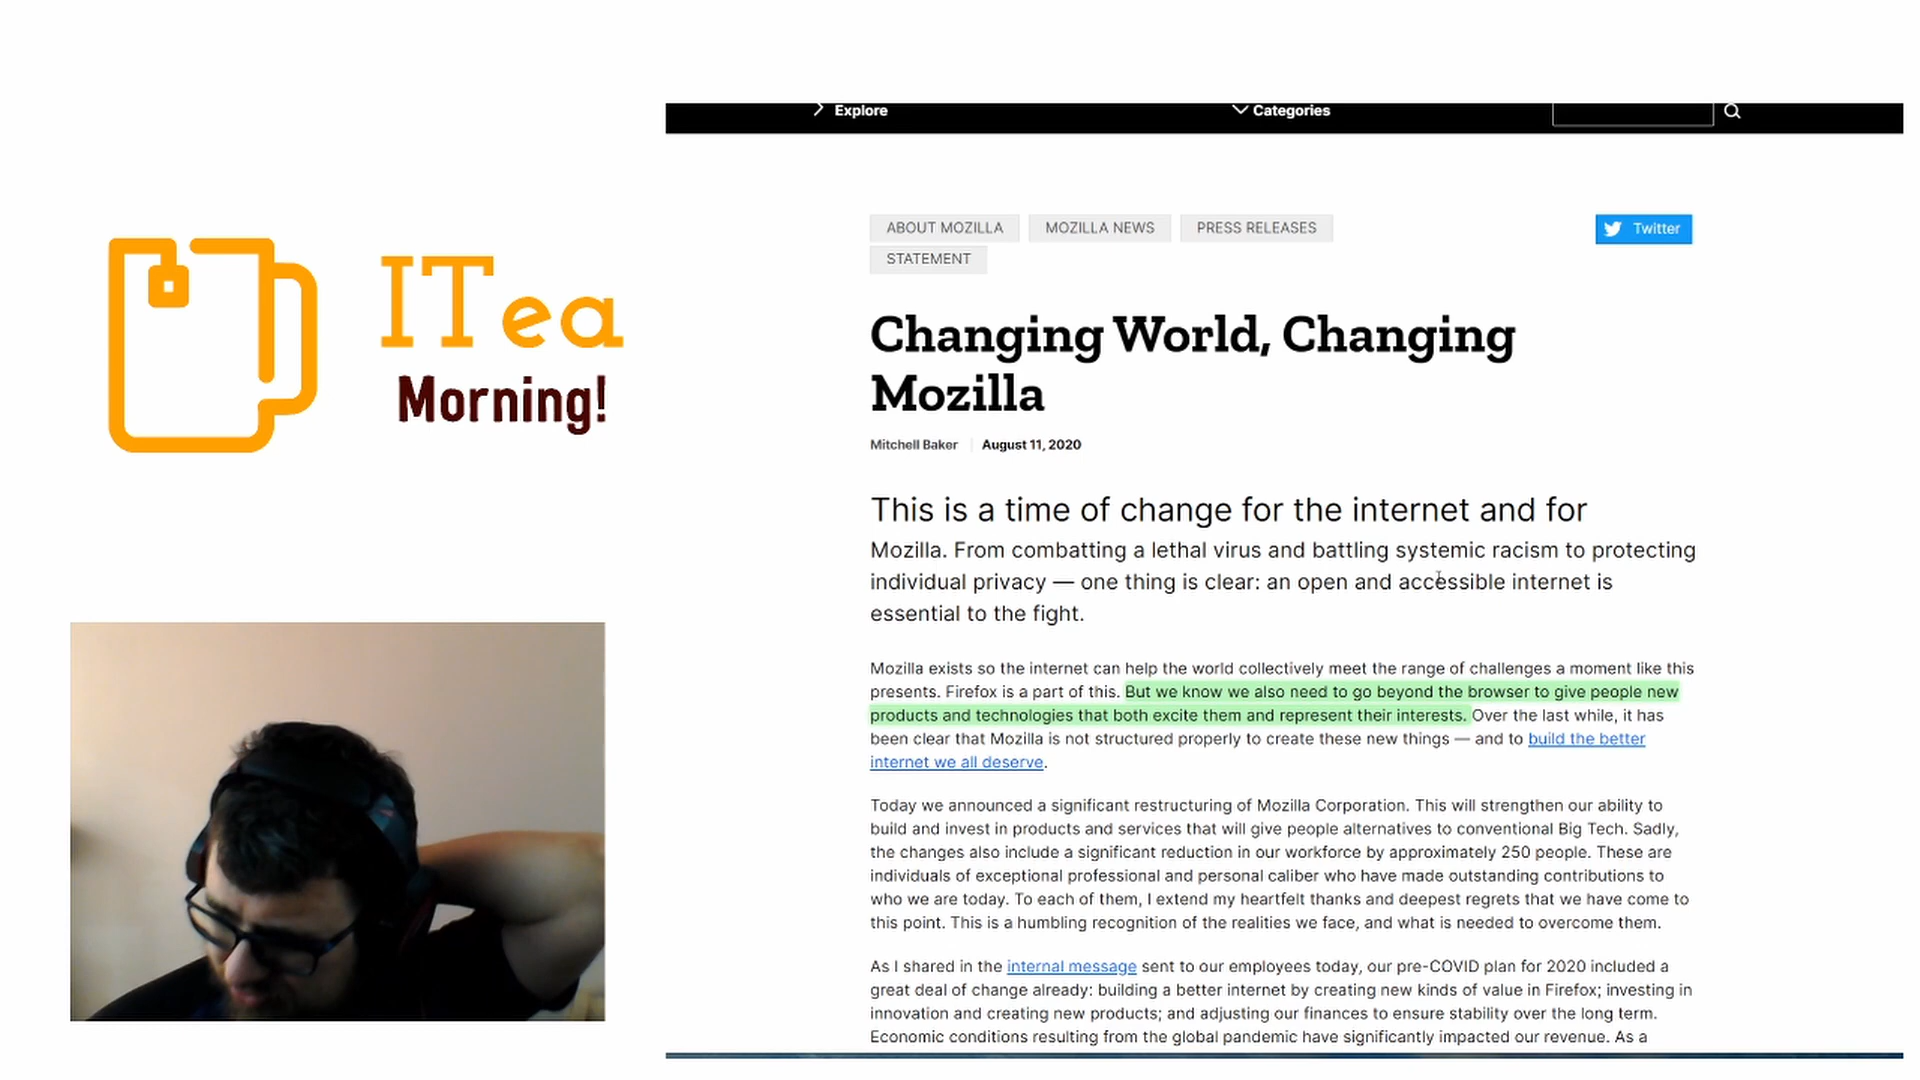 ITea
Morning!
Explore
Categories
ABOUT MOZILLA
MOZILLA NEWS
PRESS RELEASES
STATEMENT
Twitter
Changing World, Changing
Mozilla
Mitchell Baker
August 11, 2020
This is a time of change for the internet and for
Mozilla. From combatting a lethal virus and battling systemic racism to protecting
individual privacy — one thing is clear: an open and accessible internet is
essential to the fight.
Mozilla exists so the internet can help the world collectively meet the range of challenges a moment like this
presents. Firefox is a part of this. But we know we also need to go beyond the browser to give people new
products and technologies that both excite them and represent their interests. Over the last while, it has
been clear that Mozilla is not structured properly to create these new things — and to build the better
internet we all deserve.
Today we announced a significant restructuring of Mozilla Corporation. This will strengthen our ability to
build and invest in products and services that will give people alternatives to conventional Big Tech. Sadly,
the changes also include a significant reduction in our workforce by approximately 250 people. These are
individuals of exceptional professional and personal caliber who have made outstanding contributions to
who we are today. To each of them, I extend my heartfelt thanks and deepest regrets that we have come to
this point. This is a humbling recognition of the realities we face, and what is needed to overcome them.
As I shared in the internal message sent to our employees today, our pre-COVID plan for 2020 included a
great deal of change already: building a better internet by creating new kinds of value in Firefox; investing in
innovation and creating new products; and adjusting our finances to ensure stability over the long term.
Economic conditions resulting from the global pandemic have significantly impacted our revenue. As a